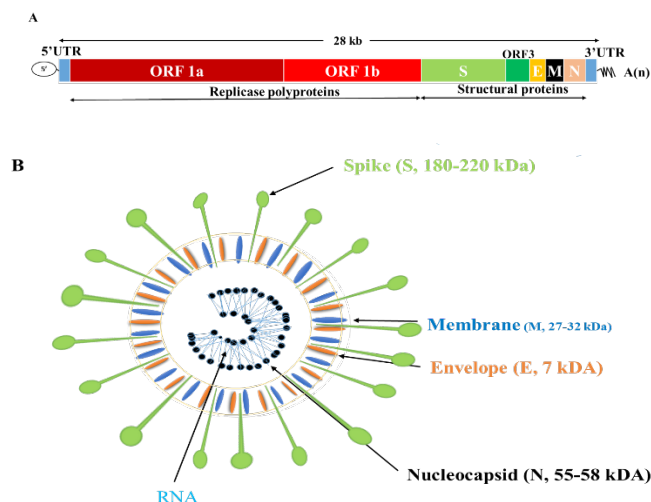 A
28 kb
5'UTR
ORF3
3'UTR
5'
ORF 1a
ORF 1b
S
E
M
N
A(n)
Replicase polyproteins
Structural proteins
B
Spike (S, 180-220 kDa)
Membrane (M, 27-32 kDa)
Envelope (E, 7 kDA)
Nucleocapsid (N, 55-58 kDA)
RNA